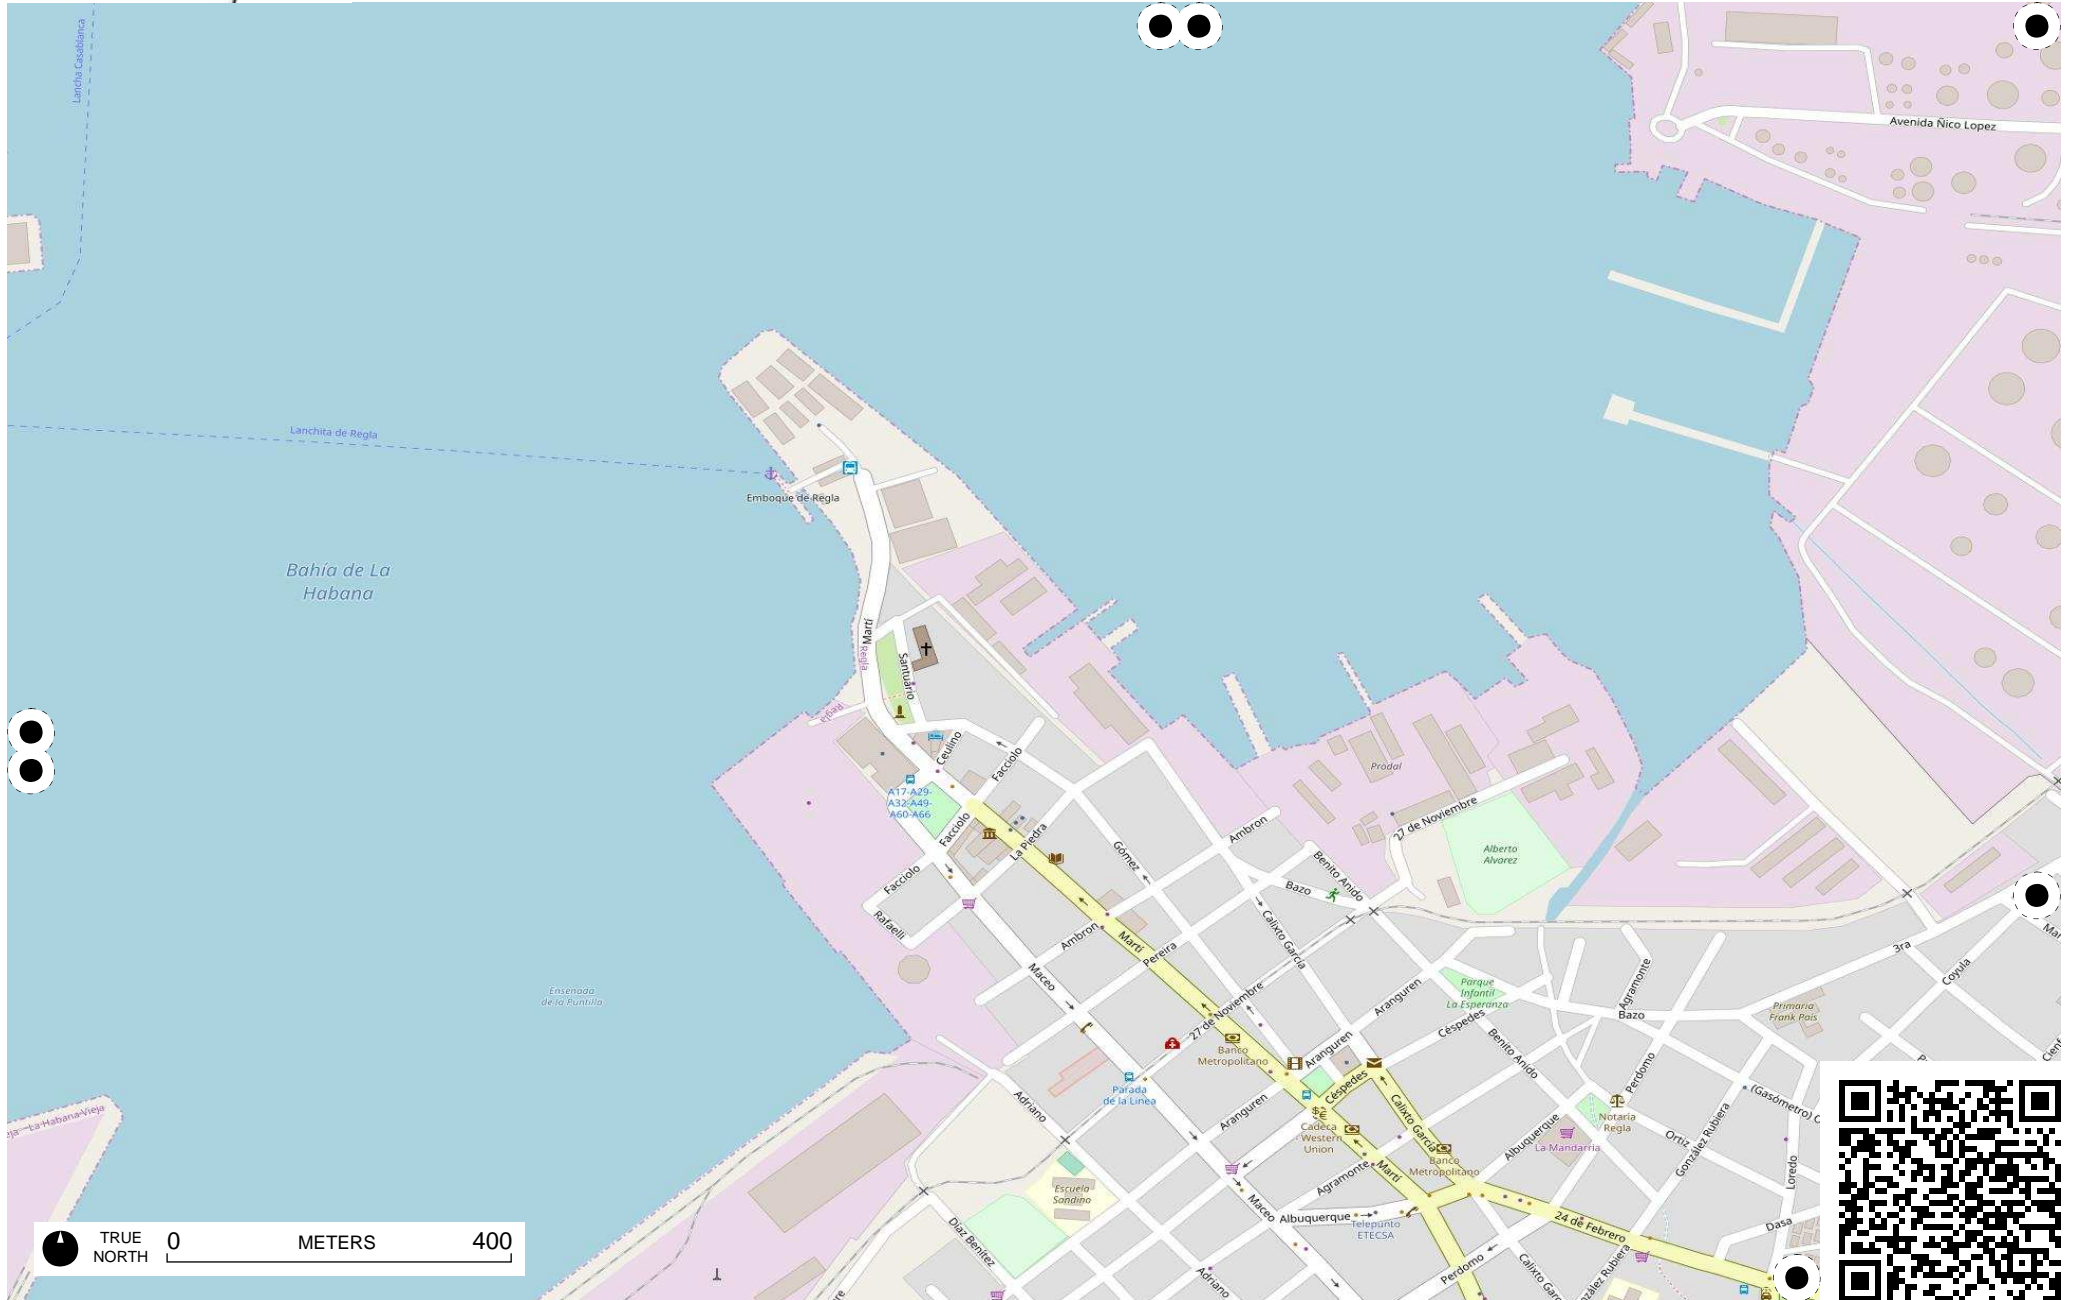 Lancha Casablanca
Avenida Ñico Lopez
Lanchita de Regla
Emboque de Regla
Bahía de La
Habana
Martí
Regla
Santuario
Regla
Ceulino
Facciolo
A17-A29-
A32-A49-
A60-A66
Facciolo
La Piedra
Facciolo
Rafaelli
Gómez
Ambron
Benito Anido
Bazo
Calixto García
Prodal
27 de Noviembre
Alberto
Alvarez
Ambron
Martí
Pereira
Maceo
27 de Noviembre
Ensenada
de la Puntilla
Aranguren
Parque
Infantil
La Esperanza
Céspedes
Agramonte
Bazo
3ra
Coyula
Primaria
Frank País
Banco
Metropolitano
Aranguren
Céspedes
Benito Anido
Perdomo
Parada
de la Linea
Adriano
Aranguren
Cadeca
Western
Union
Calixto García
Banco
Metropolitano
Albuquerque
La Mandarria
Notaría
Regla
Ortiz
González Rubiera
(Gasómetro)
Loredo
Agramonte
Martí
Escuela
Sandino
Maceo
Albuquerque
Telepunto
ETECSA
24 de Febrero
Dasa
Díaz Benítez
Adriano
Perdomo
La Habana Vieja
TRUE
NORTH
0
METERS
400